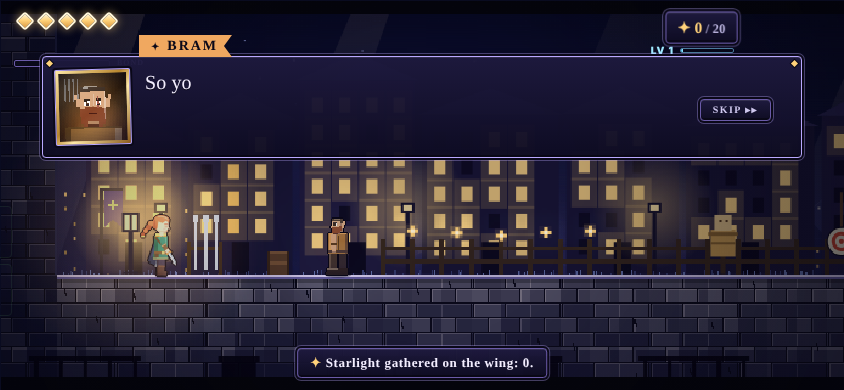 ✦ 0 / 20
✦ BRAM
LV 1
So yo
SKIP ▸▸
✦ Starlight gathered on the wing: 0.